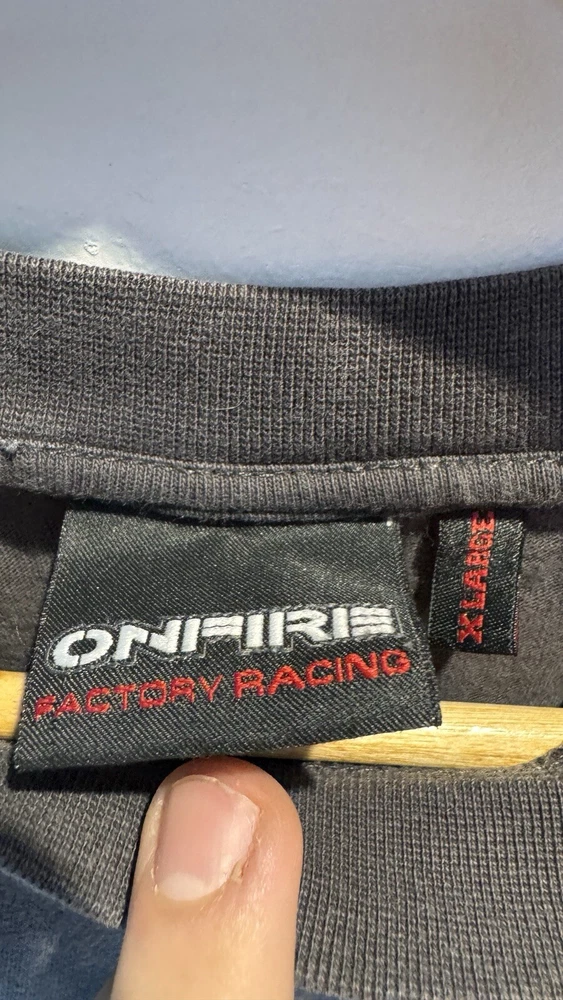 ONFIRE
FACTORY RACING
X LARGE